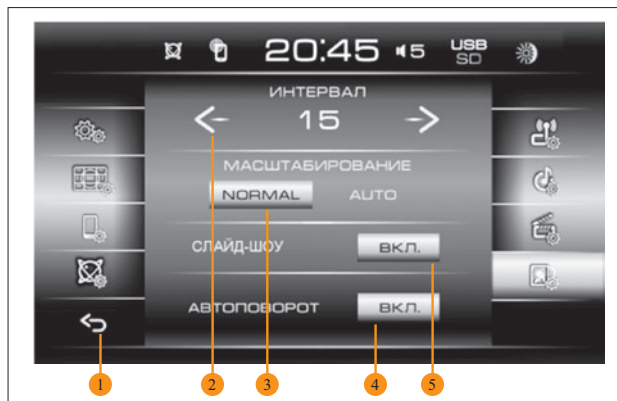 20:45 5 USB
SD
ИНТЕРВАЛ
15
МАСШТАБИРОВАНИЕ
NORMAL AUTO
СЛАЙД-ШОУ ВКЛ.
АВТОПОВОРОТ ВКЛ.
1 2 3 4 5